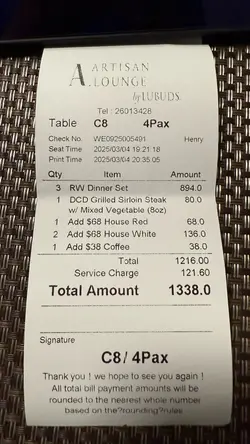 A. ARTISAN
LOUNGE
by LUBUDS
Tel : 26013428
Table C8 4Pax
Check No. WE0925005491 Henry
Seat Time 2025/03/04 19:21:18
Print Time 2025/03/04 20:35:05
Qty Item Amount
3 RW Dinner Set 894.0
1 DCD Grilled Sirloin Steak 80.0
w/ Mixed Vegetable (8oz)
1 Add $68 House Red 68.0
2 Add $68 House White 136.0
1 Add $38 Coffee 38.0
Total 1216.00
Service Charge 121.60
Total Amount 1338.0
Signature
C8/ 4Pax
Thank you ! we hope to see you again !
All total bill payment amounts will be
rounded to the neerest whole number
based on the?rounding?rules